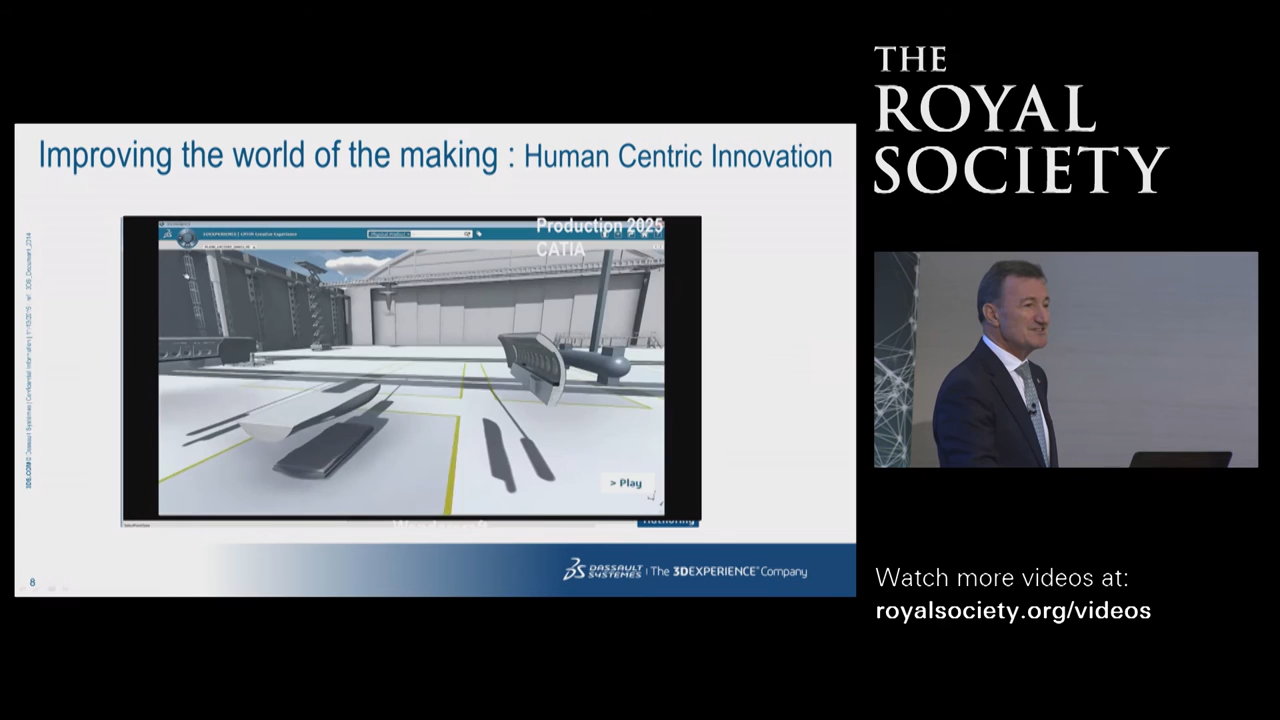 Improving the world of the making : Human Centric Innovation
Production 2025
CATIA
> Play
8
DASSAULT SYSTEMES | The 3DEXPERIENCE Company
THE
ROYAL
SOCIETY
Watch more videos at:
royalsociety.org/videos